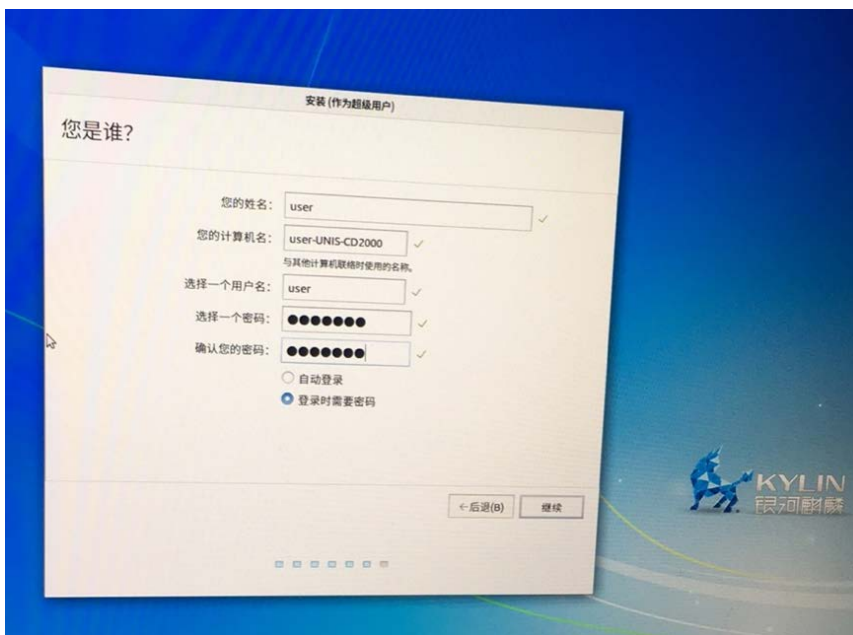 安装 (作为超级用户)
您是谁?
您的姓名: user
您的计算机名: user-UNIS-CD2000
与其他计算机联络时使用的名称。
选择一个用户名: user
选择一个密码: ●●●●●●●
确认您的密码: ●●●●●●●
自动登录
登录时需要密码
←后退(B) 继续
KYLIN
银河麒麟